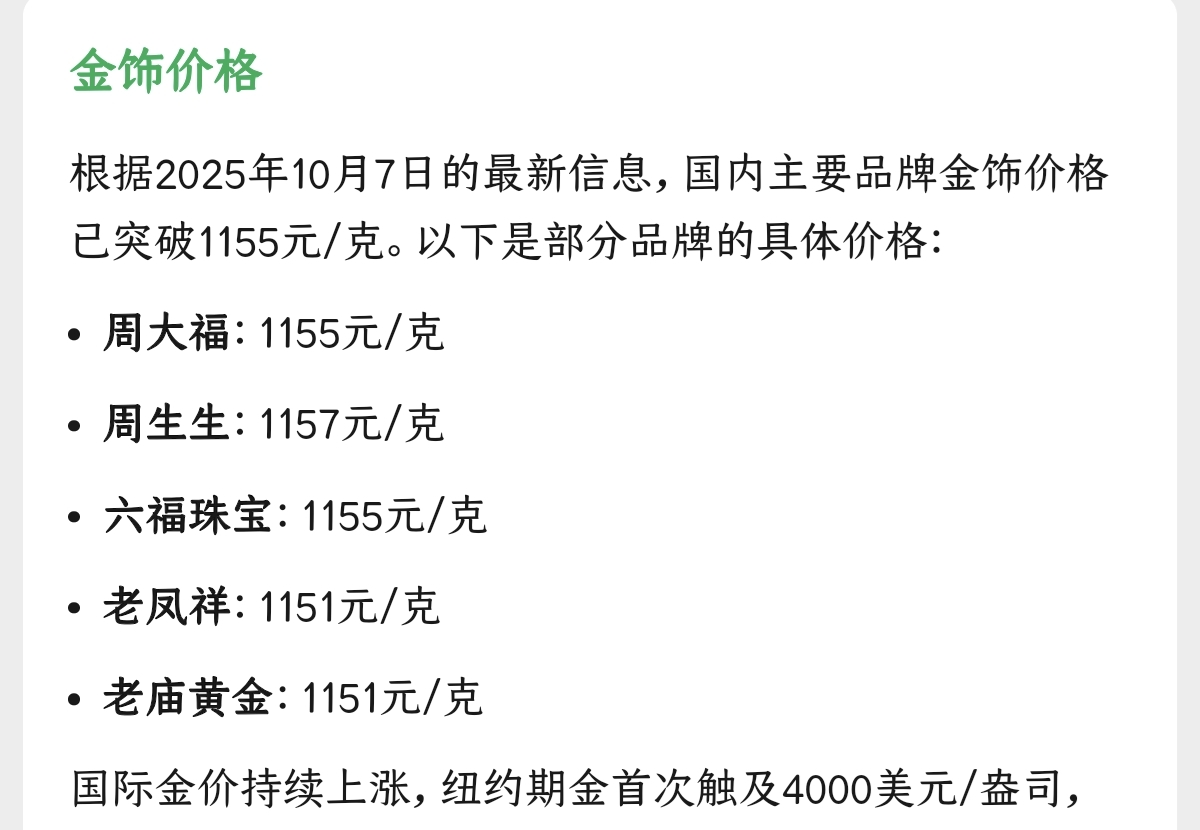 金饰价格
根据2025年10月7日的最新信息，国内主要品牌金饰价格
已突破1155元/克。以下是部分品牌的具体价格：
• 周大福：1155元/克
• 周生生：1157元/克
• 六福珠宝：1155元/克
• 老凤祥：1151元/克
• 老庙黄金：1151元/克
国际金价持续上涨，纽约期金首次触及4000美元/盎司，